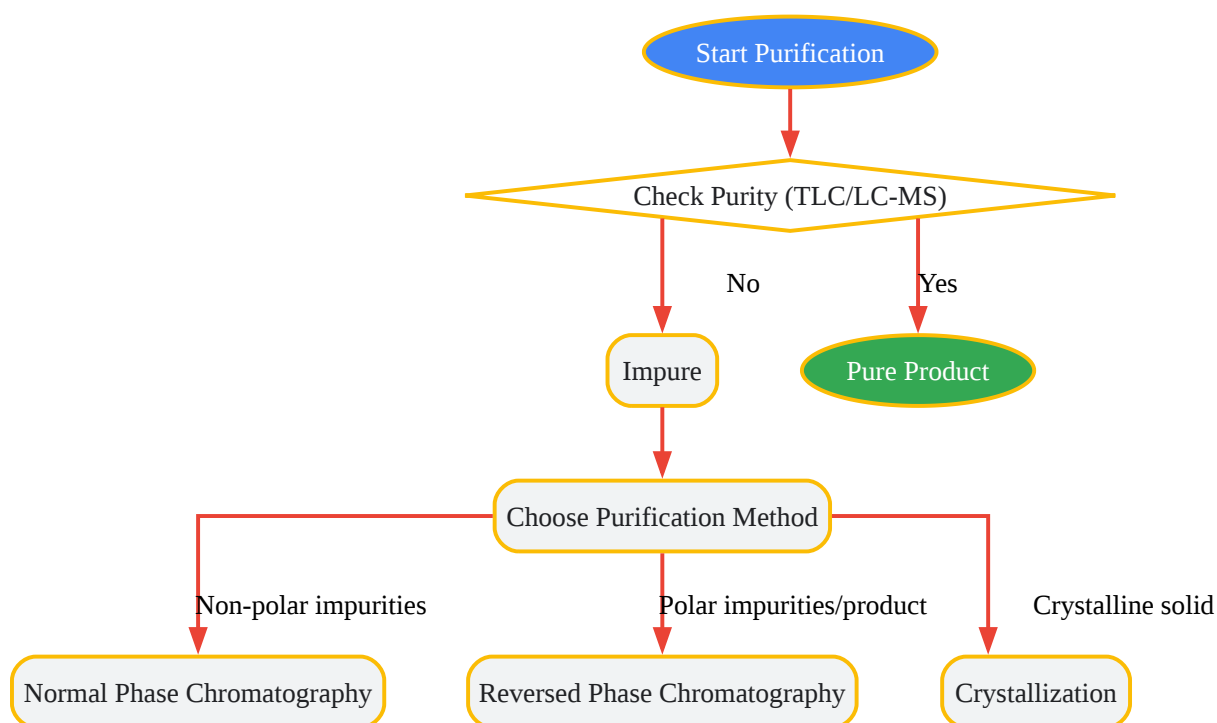 Start Purification
Check Purity (TLC/LC-MS)
No
Yes
Impure
Pure Product
Choose Purification Method
Non-polar impurities
Polar impurities/product
Crystalline solid
Normal Phase Chromatography
Reversed Phase Chromatography
Crystallization